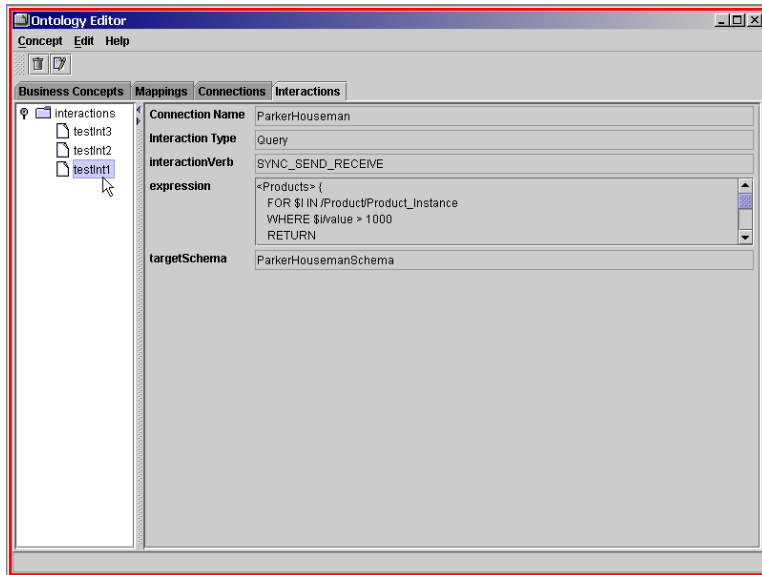 Ontology Editor
Concept Edit Help
Business Concepts Mappings Connections Interactions
interactions
testInt3
testInt2
testInt1
Connection Name ParkerHouseman
Interaction Type Query
interactionVerb SYNC_SEND_RECEIVE
expression <Products> {
FOR $I IN /Product/Product_Instance
WHERE $i/value > 1000
RETURN
targetSchema ParkerHousemanSchema